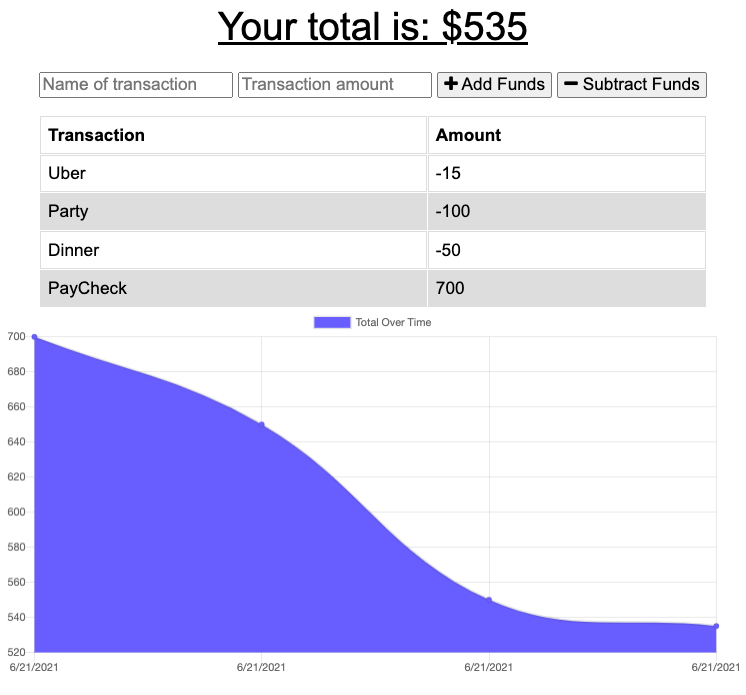 Your total is: $535
Name of transaction Transaction amount Add Funds Subtract Funds
Transaction Amount
Uber -15
Party -100
Dinner -50
PayCheck 700
Total Over Time
700
680
660
640
620
600
580
560
540
520
6/21/2021 6/21/2021 6/21/2021 6/21/2021